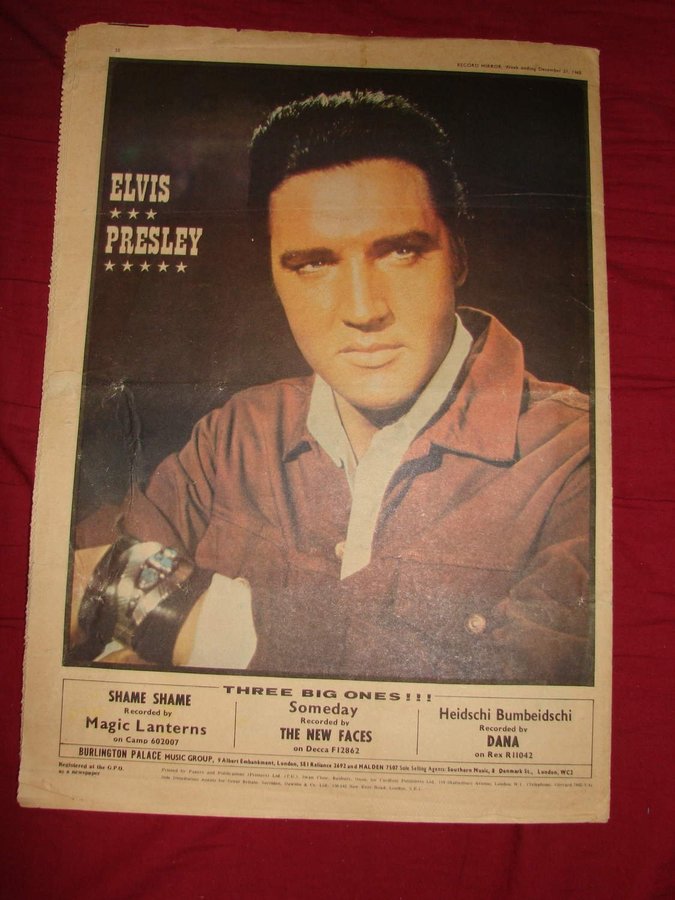 RECORD MIRROR, Week ending December 21, 1968
ELVIS
PRESLEY
THREE BIG ONES!!!
SHAME SHAME
Recorded by
Magic Lanterns
on Camp 602007
Someday
Recorded by
THE NEW FACES
on Decca F12862
Heidschi Bumbeidschi
Recorded by
DANA
on Rex R11042
BURLINGTON PALACE MUSIC GROUP, 9 Albert Embankment, London, SE1 Reliance 2692 and MALDEN 7507 Sole Selling Agents: Southern Music, 8 Denmark St., London, WC2
Registered at the G.P.O.
as a newspaper